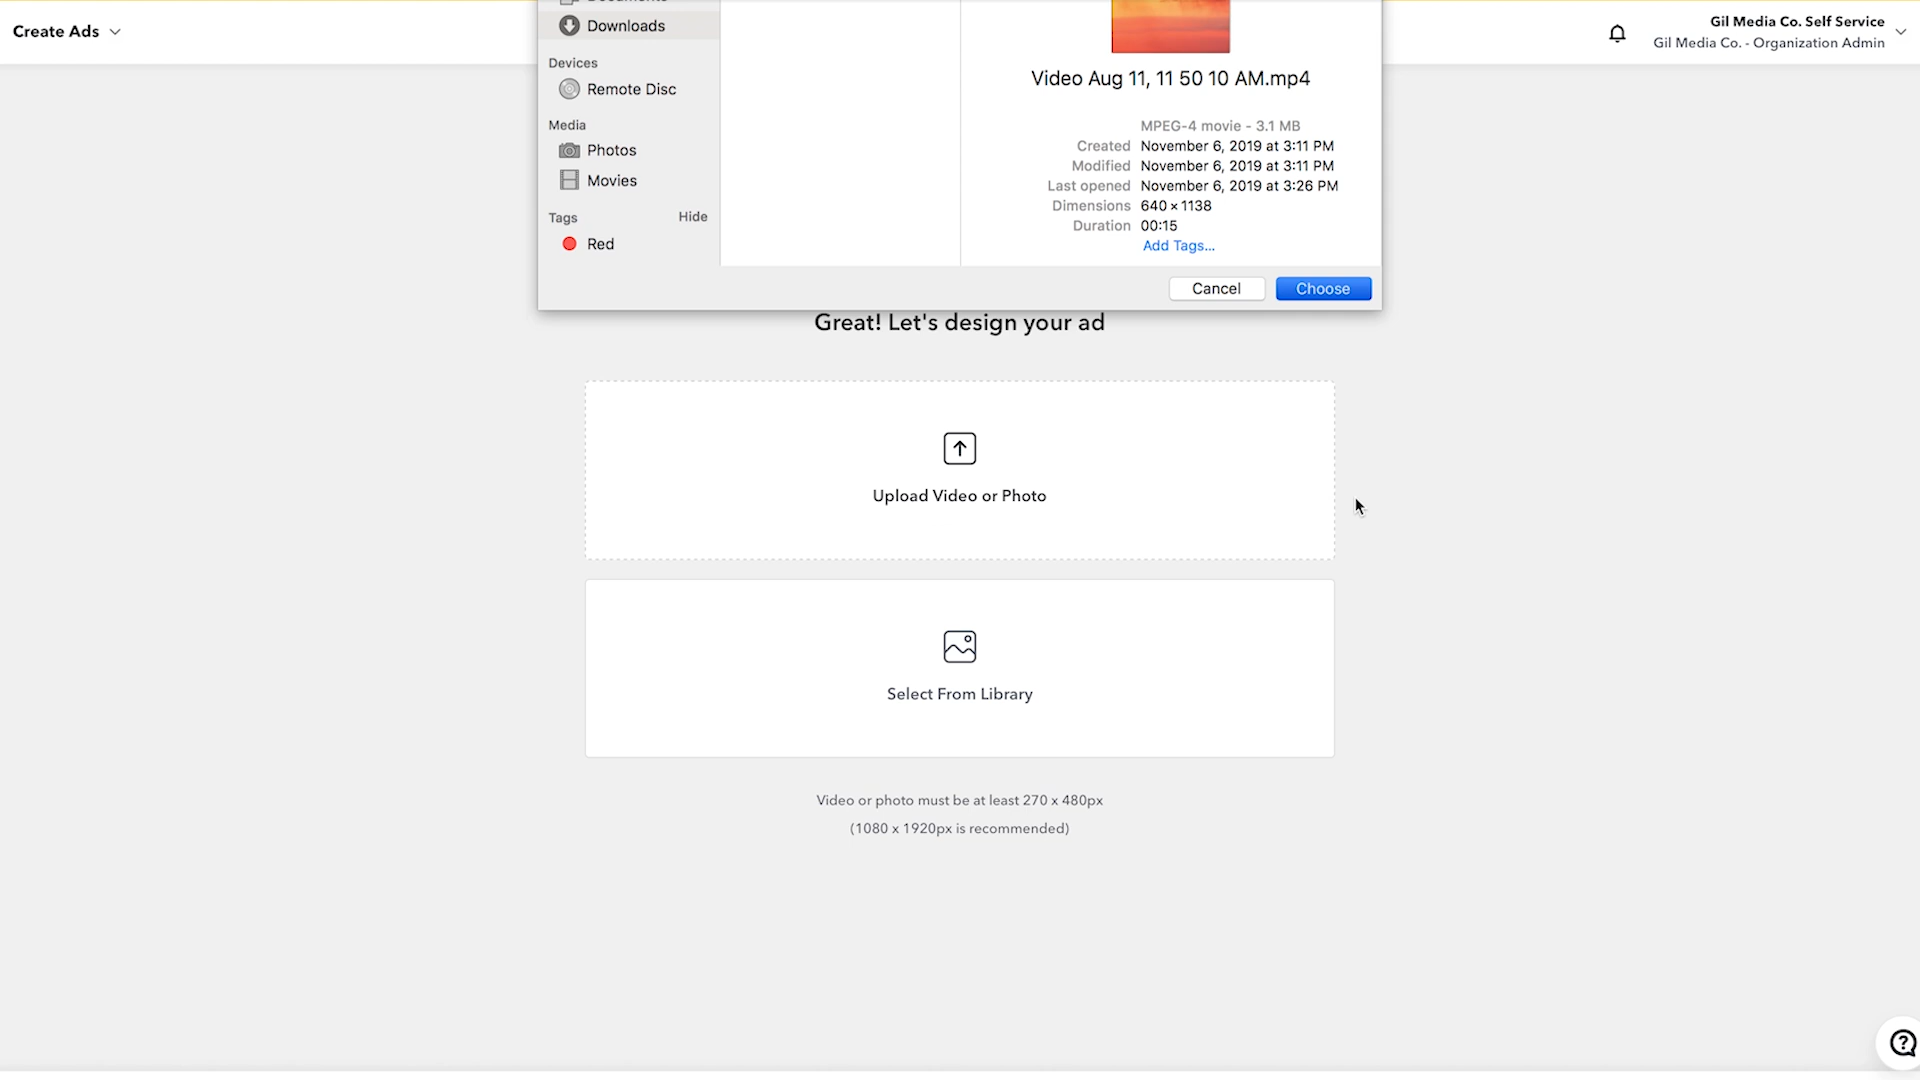 Create Ads
Gil Media Co. Self Service
Gil Media Co. - Organization Admin
Documents
Downloads
Devices
Remote Disc
Media
Photos
Movies
Tags
Hide
Red
Video Aug 11, 11 50 10 AM.mp4
MPEG-4 movie - 3.1 MB
Created November 6, 2019 at 3:11 PM
Modified November 6, 2019 at 3:11 PM
Last opened November 6, 2019 at 3:26 PM
Dimensions 640 × 1138
Duration 00:15
Add Tags...
Cancel
Choose
Great! Let's design your ad
Upload Video or Photo
Select From Library
Video or photo must be at least 270 x 480px
(1080 x 1920px is recommended)